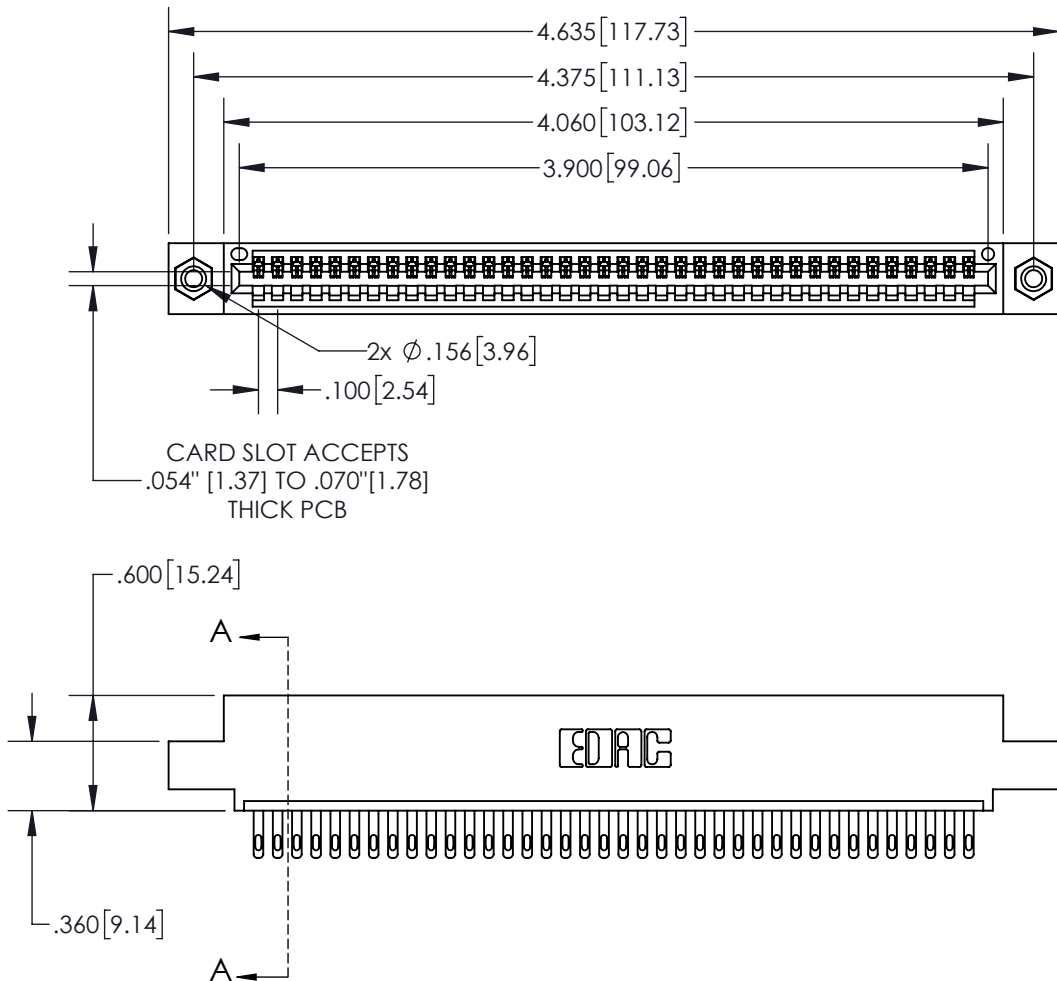 4.635[117.73]
4.375[111.13]
4.060[103.12]
3.900[99.06]
2x Ø.156[3.96]
.100[2.54]
CARD SLOT ACCEPTS
.054" [1.37] TO .070"[1.78]
THICK PCB
.600[15.24]
A
EDAC
.360[9.14]
A